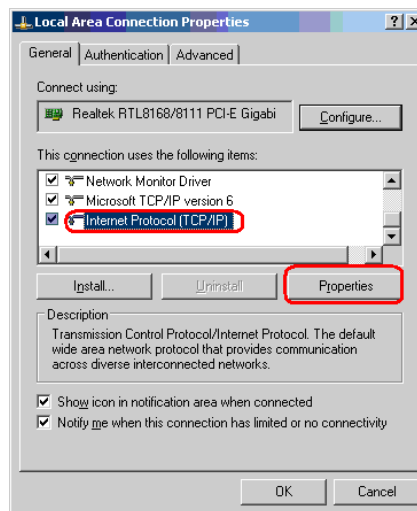 Local Area Connection Properties
General Authentication Advanced
Connect using:
Realtek RTL8168/8111 PCI-E Gigabi
Configure...
This connection uses the following items:
Network Monitor Driver
Microsoft TCP/IP version 6
Internet Protocol (TCP/IP)
Install... Uninstall Properties
Description
Transmission Control Protocol/Internet Protocol. The default
wide area network protocol that provides communication
across diverse interconnected networks.
Show icon in notification area when connected
Notify me when this connection has limited or no connectivity
OK Cancel